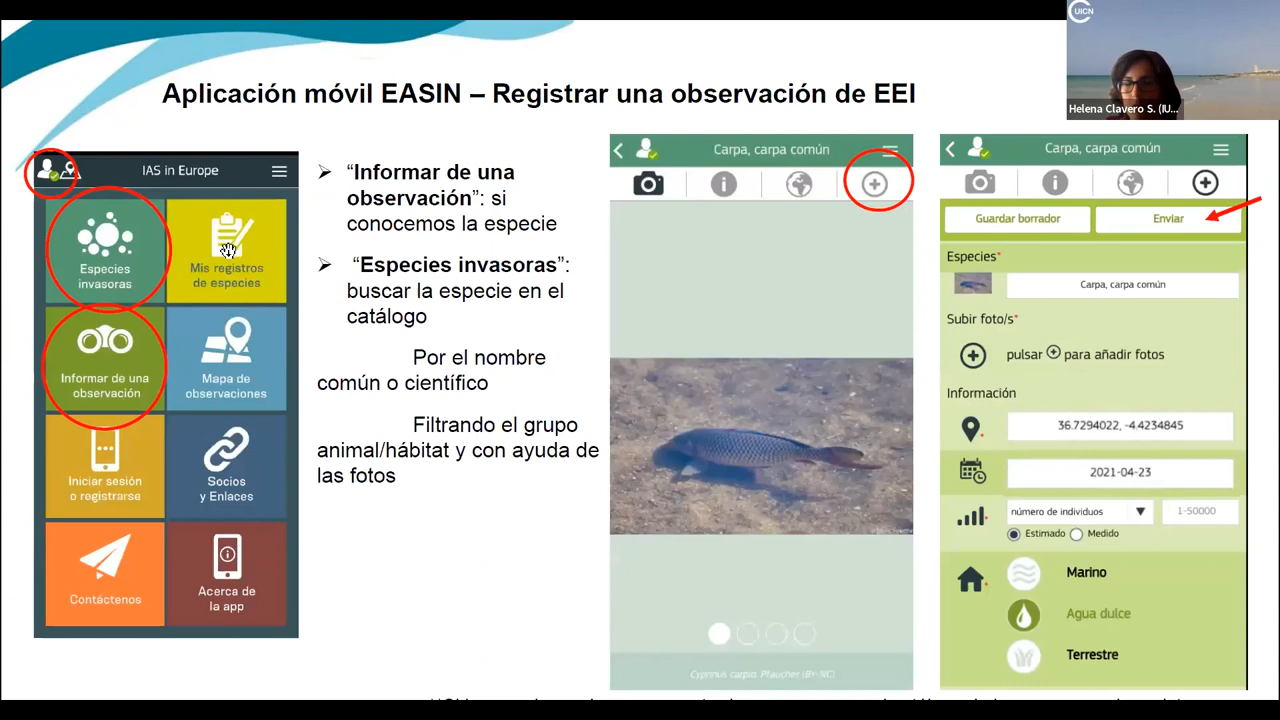 UICN
Helena Clavero S. (IU...
Aplicación móvil EASIN – Registrar una observación de EEI
IAS in Europe
Especies
invasoras
Mis registros
de especies
Informar de una
observación
Mapa de
observaciones
Iniciar sesión
o registrarse
Socios
y Enlaces
Contáctenos
Acerca de
la app
➢ “Informar de una
observación”: si
conocemos la especie
➢ “Especies invasoras”:
buscar la especie en el
catálogo
Por el nombre
común o científico
Filtrando el grupo
animal/hábitat y con ayuda de
las fotos
Carpa, carpa común
Cyprinus carpio. Pfaucher (BY-NC)
Carpa, carpa común
Guardar borrador
Enviar
Especies*
Carpa, carpa común
Subir foto/s*
pulsar para añadir fotos
Información
36.7294022, -4.4234845
2021-04-23
número de individuos ▼ 1-50000
Estimado Medido
Marino
Agua dulce
Terrestre